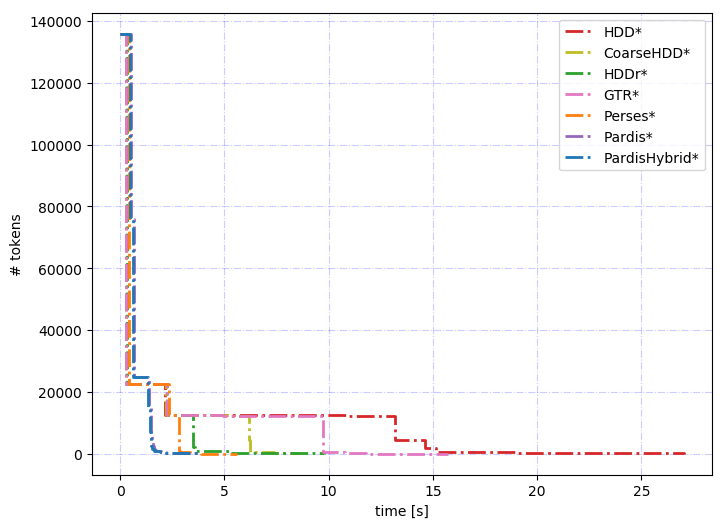 140000
120000
100000
80000
60000
40000
20000
0
# tokens
HDD*
CoarseHDD*
HDDr*
GTR*
Perses*
Pardis*
PardisHybrid*
0 5 10 15 20 25
time [s]